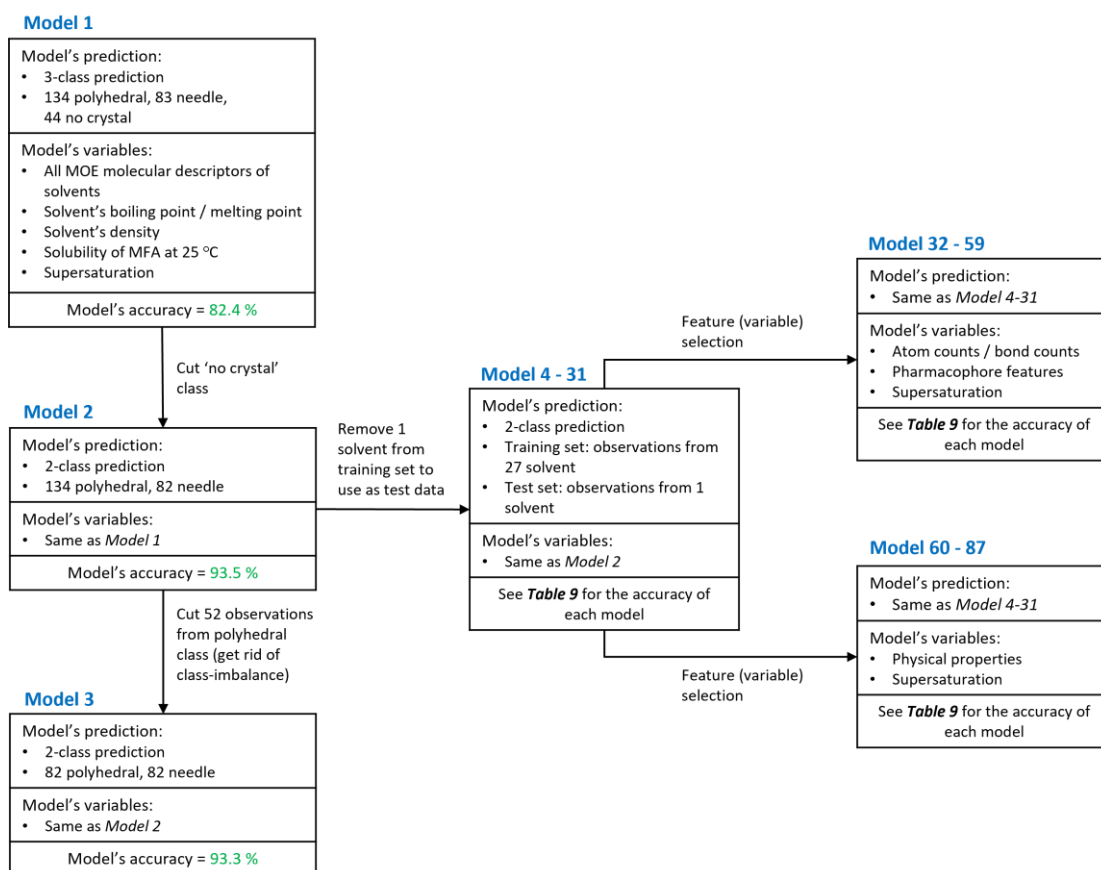 Model 1
Model's prediction:
• 3-class prediction
• 134 polyhedral, 83 needle,
44 no crystal
Model's variables:
• All MOE molecular descriptors of
solvents
• Solvent's boiling point / melting point
• Solvent's density
• Solubility of MFA at 25 °C
• Supersaturation
Model's accuracy = 82.4 %
Cut 'no crystal'
class
Model 2
Model's prediction:
• 2-class prediction
• 134 polyhedral, 82 needle
Model's variables:
• Same as Model 1
Model's accuracy = 93.5 %
Cut 52 observations
from polyhedral
class (get rid of
class-imbalance)
Model 3
Model's prediction:
• 2-class prediction
• 82 polyhedral, 82 needle
Model's variables:
• Same as Model 2
Model's accuracy = 93.3 %
Remove 1
solvent from
training set to
use as test data
Model 4 - 31
Model's prediction:
• 2-class prediction
• Training set: observations from
27 solvent
• Test set: observations from 1
solvent
Model's variables:
• Same as Model 2
See Table 9 for the accuracy of
each model
Feature (variable)
selection
Model 32 - 59
Model's prediction:
• Same as Model 4-31
Model's variables:
• Atom counts / bond counts
• Pharmacophore features
• Supersaturation
See Table 9 for the accuracy of
each model
Feature (variable)
selection
Model 60 - 87
Model's prediction:
• Same as Model 4-31
Model's variables:
• Physical properties
• Supersaturation
See Table 9 for the accuracy of
each model